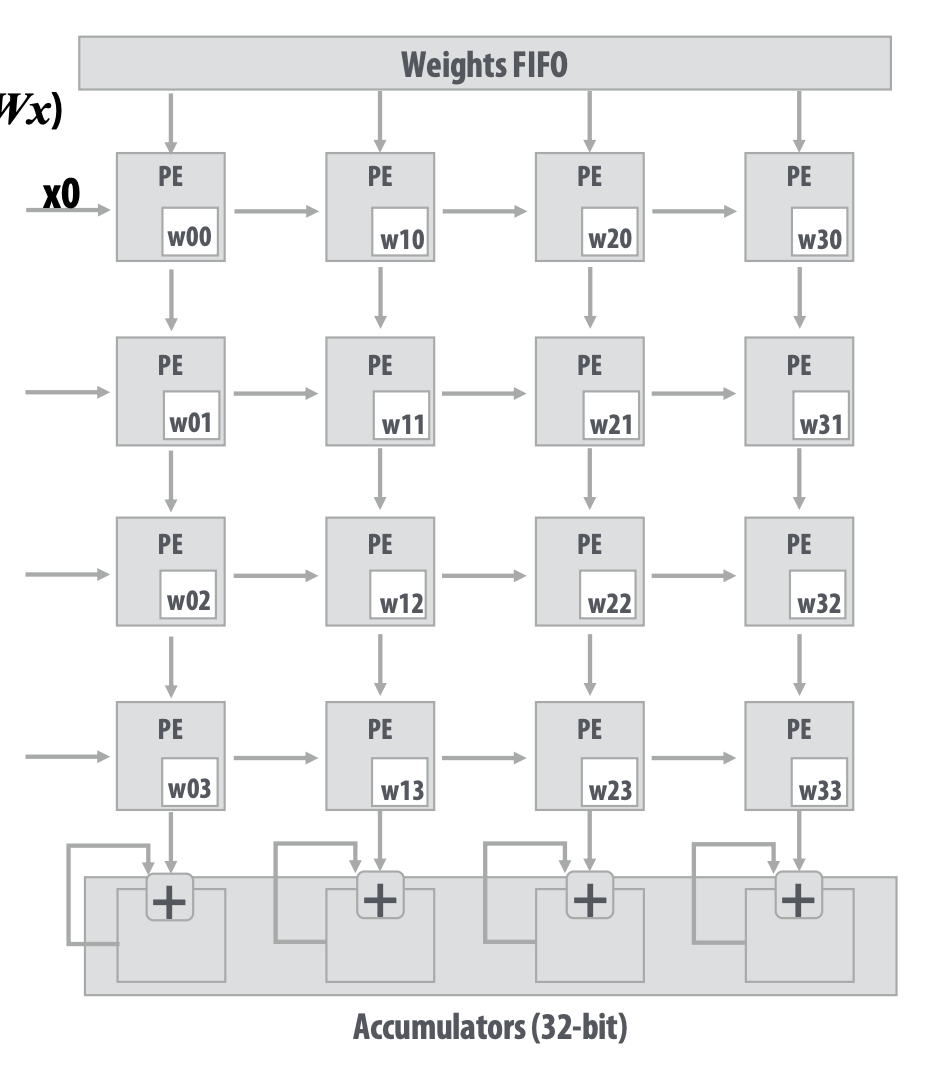 Weights FIFO
Wx)
x0
PE PE PE PE
w00 w10 w20 w30
PE PE PE PE
w01 w11 w21 w31
PE PE PE PE
w02 w12 w22 w32
PE PE PE PE
w03 w13 w23 w33
+ + + +
Accumulators (32-bit)